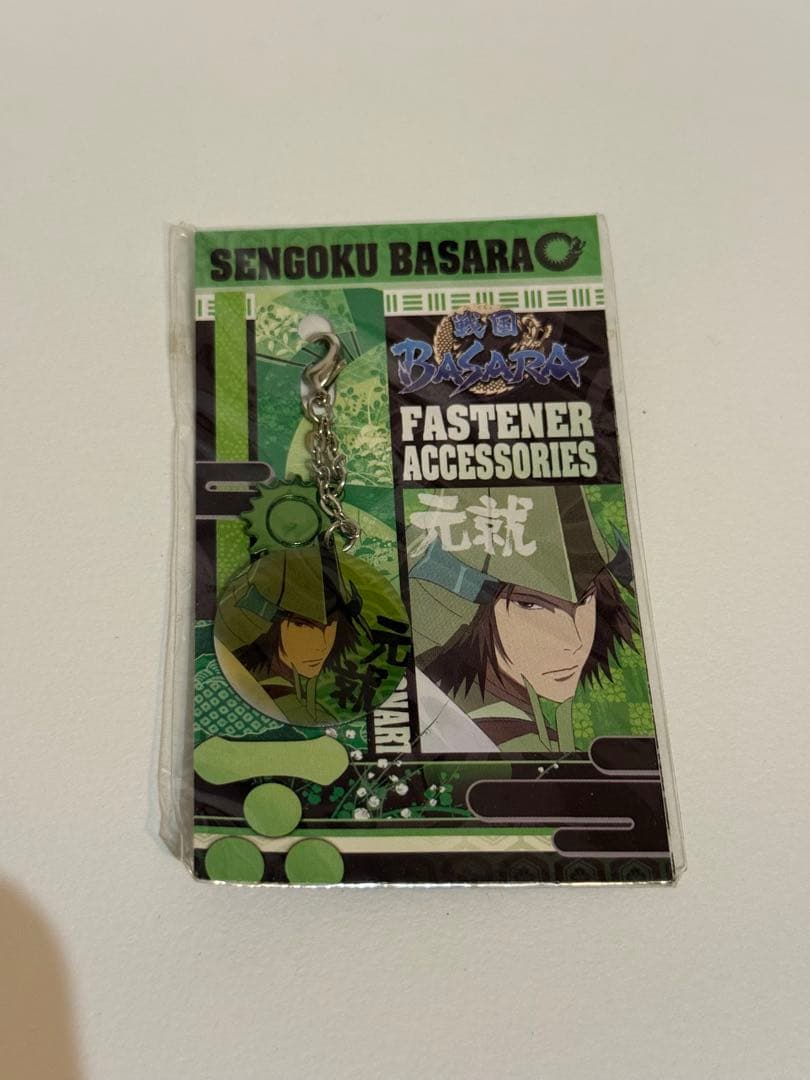 SENGOKU BASARA
戦国
BASARA
FASTENER
ACCESSORIES
元就
元就